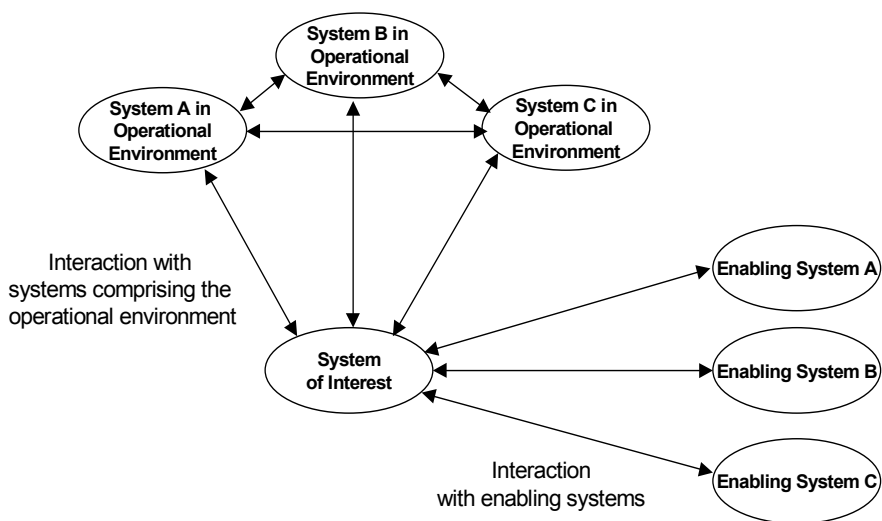 System B in
Operational
Environment
System A in
Operational
Environment
System C in
Operational
Environment
Interaction with
systems comprising the
operational environment
Enabling System A
System
of Interest
Enabling System B
Interaction
with enabling systems
Enabling System C